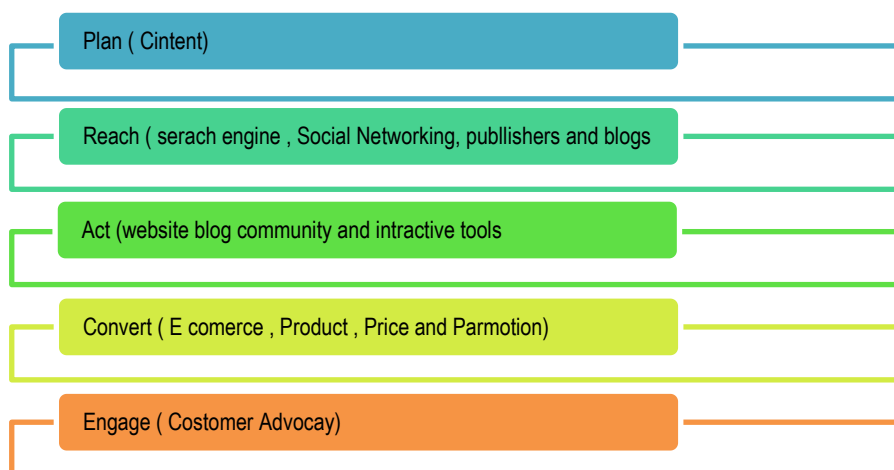 Plan ( Cintent)
Reach ( serach engine , Social Networking, publlishers and blogs
Act (website blog community and intractive tools
Convert ( E comerce , Product , Price and Parmotion)
Engage ( Costomer Advocay)